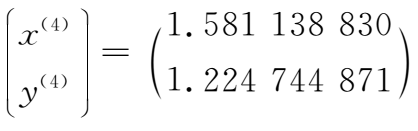 x⁽⁴⁾ = 1.581 138 830
y⁽⁴⁾ 1.224 744 871